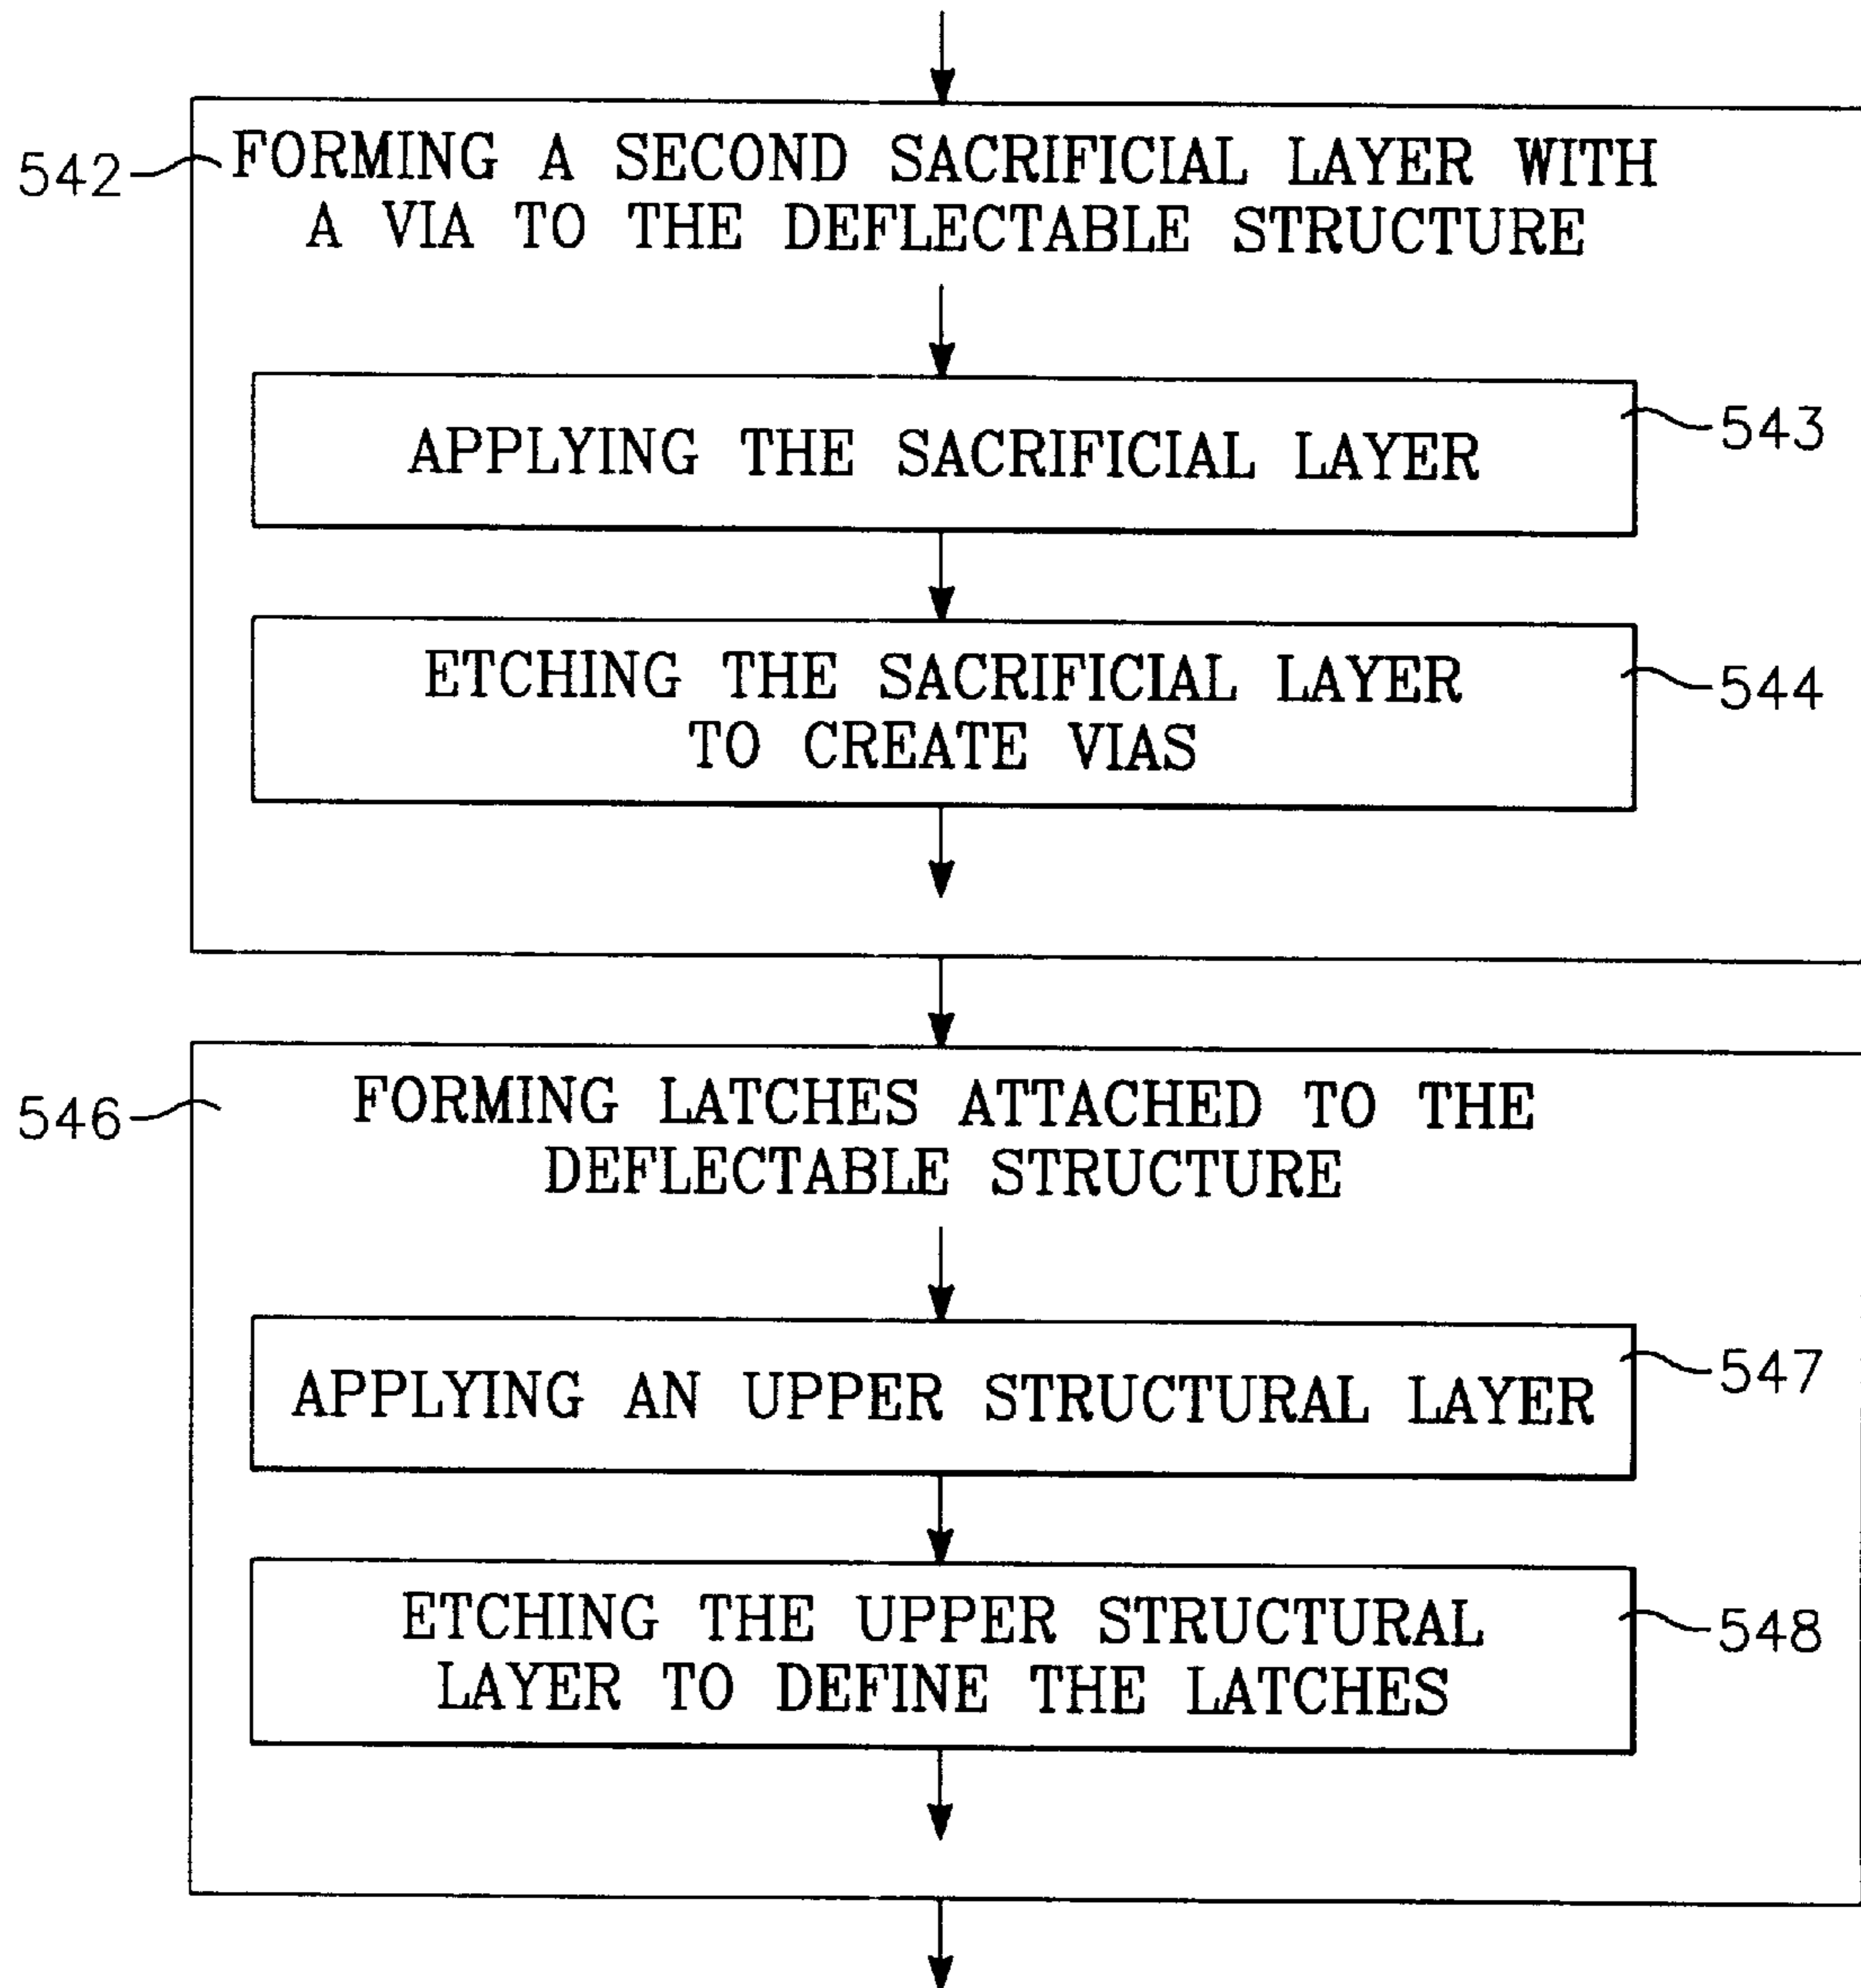 542
FORMING A SECOND SACRIFICIAL LAYER WITH
A VIA TO THE DEFLECTABLE STRUCTURE
APPLYING THE SACRIFICIAL LAYER
543
ETCHING THE SACRIFICIAL LAYER
TO CREATE VIAS
544
546
FORMING LATCHES ATTACHED TO THE
DEFLECTABLE STRUCTURE
APPLYING AN UPPER STRUCTURAL LAYER
547
ETCHING THE UPPER STRUCTURAL
LAYER TO DEFINE THE LATCHES
548